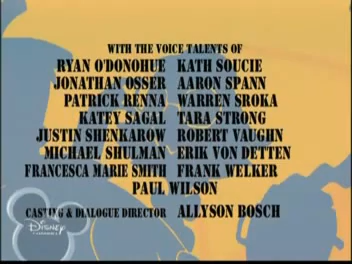 WITH THE VOICE TALENTS OF
RYAN O'DONOHUE KATH SOUCIE
JONATHAN OSSER AARON SPANN
PATRICK RENNA WARREN SROKA
KATEY SAGAL TARA STRONG
JUSTIN SHENKAROW ROBERT VAUGHN
MICHAEL SHULMAN ERIK VON DETTEN
FRANCESCA MARIE SMITH FRANK WELKER
PAUL WILSON
CASTING & DIALOGUE DIRECTOR ALLYSON BOSCH
Disney
CHANNEL